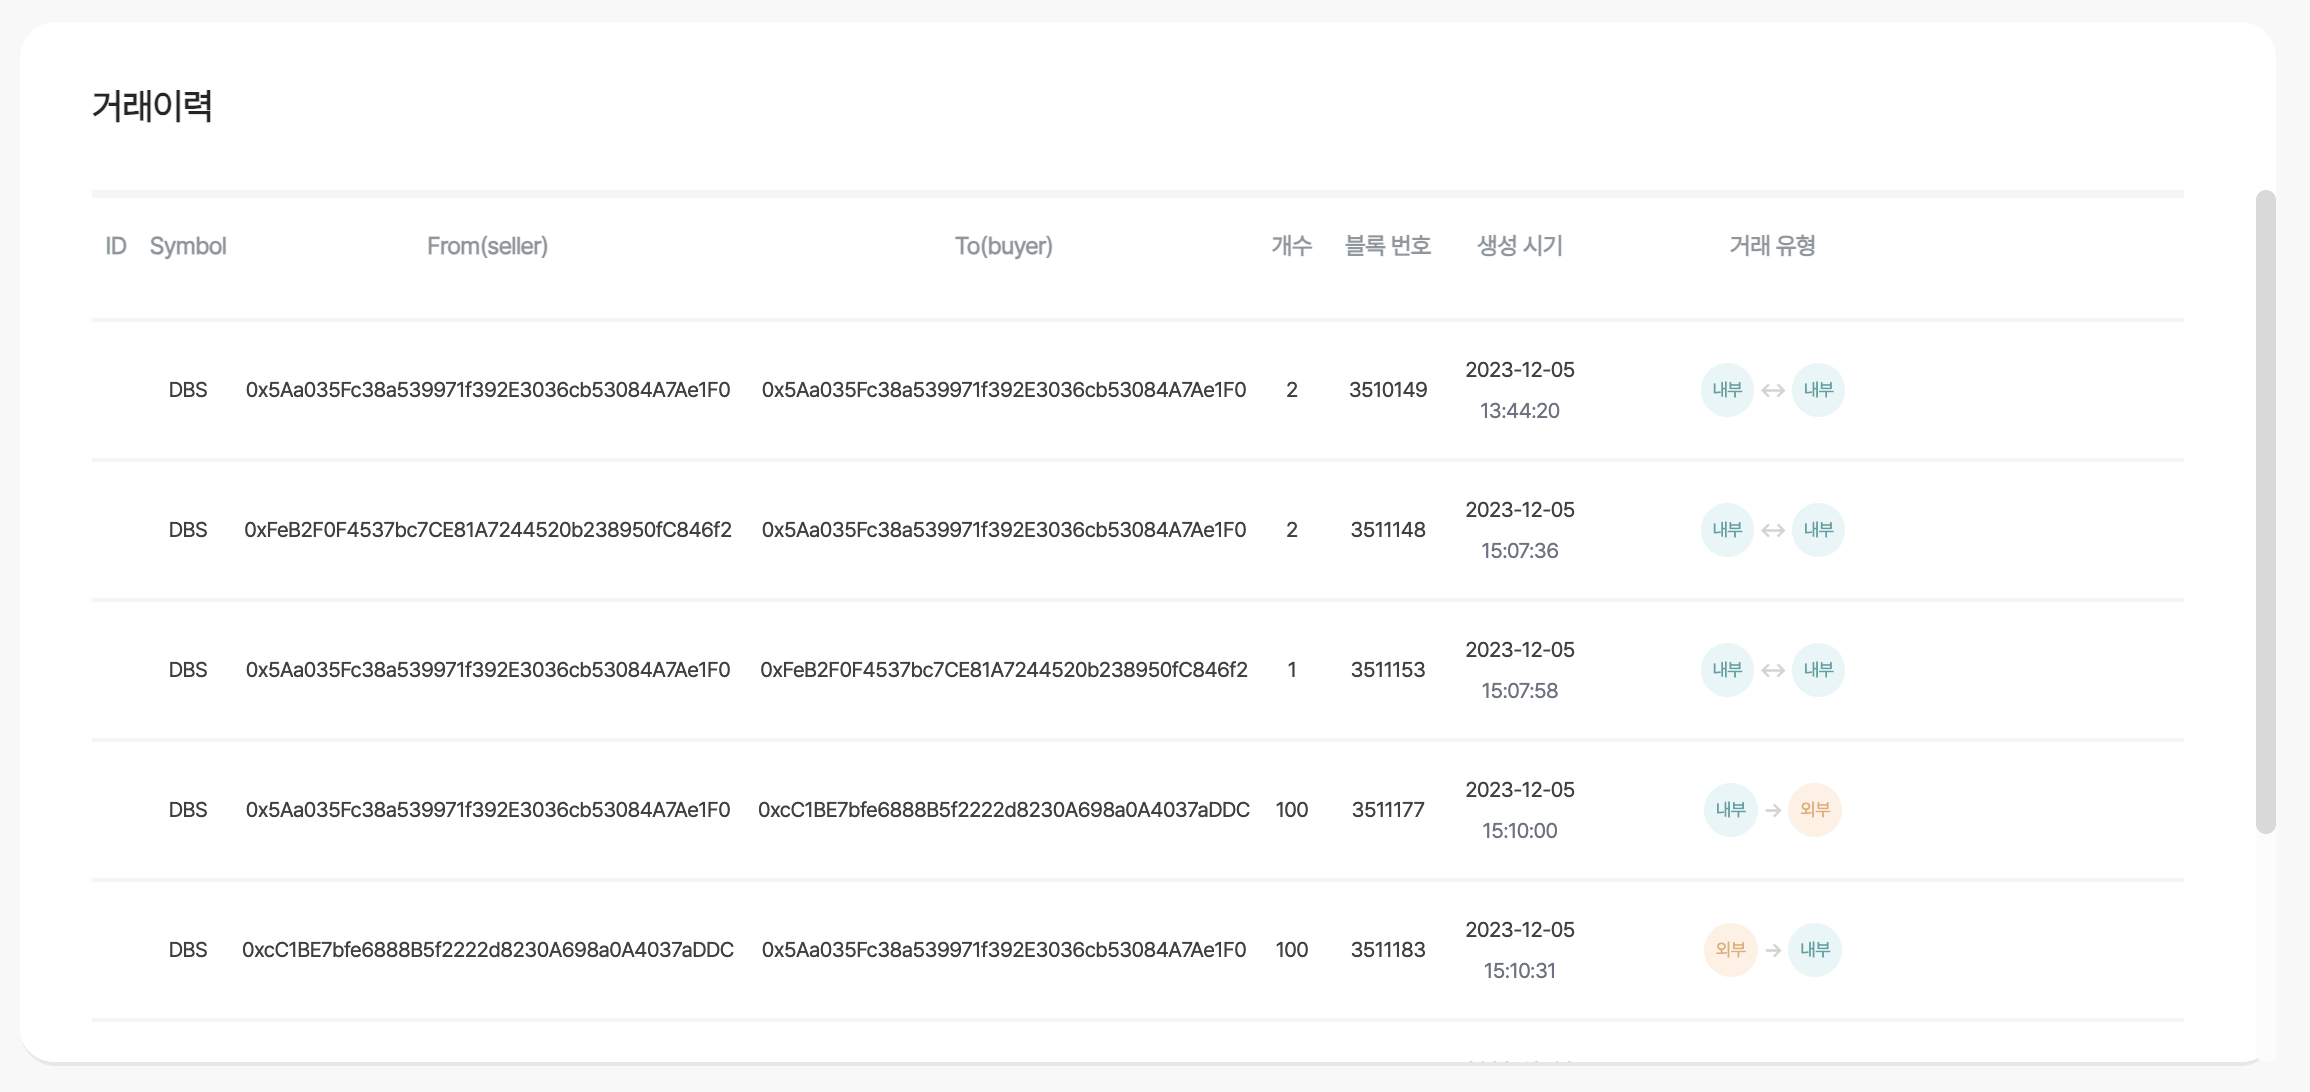 거래이력
ID Symbol From(seller) To(buyer) 개수 블록 번호 생성 시기 거래 유형
DBS 0x5Aa035Fc38a539971f392E3036cb53084A7Ae1F0 0x5Aa035Fc38a539971f392E3036cb53084A7Ae1F0 2 3510149 2023-12-05 13:44:20 내부 ↔ 내부
DBS 0xFeB2F0F4537bc7CE81A7244520b238950fC846f2 0x5Aa035Fc38a539971f392E3036cb53084A7Ae1F0 2 3511148 2023-12-05 15:07:36 내부 ↔ 내부
DBS 0x5Aa035Fc38a539971f392E3036cb53084A7Ae1F0 0xFeB2F0F4537bc7CE81A7244520b238950fC846f2 1 3511153 2023-12-05 15:07:58 내부 ↔ 내부
DBS 0x5Aa035Fc38a539971f392E3036cb53084A7Ae1F0 0xcC1BE7bfe6888B5f2222d8230A698a0A4037aDDC 100 3511177 2023-12-05 15:10:00 내부 → 외부
DBS 0xcC1BE7bfe6888B5f2222d8230A698a0A4037aDDC 0x5Aa035Fc38a539971f392E3036cb53084A7Ae1F0 100 3511183 2023-12-05 15:10:31 외부 → 내부